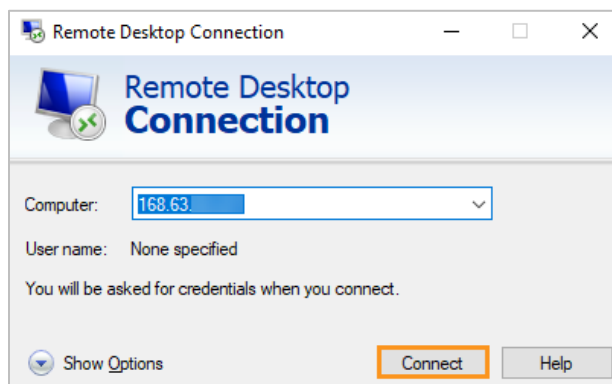 Remote Desktop Connection
Remote Desktop
Connection
Computer: 168.63.
User name: None specified
You will be asked for credentials when you connect.
Show Options Connect Help